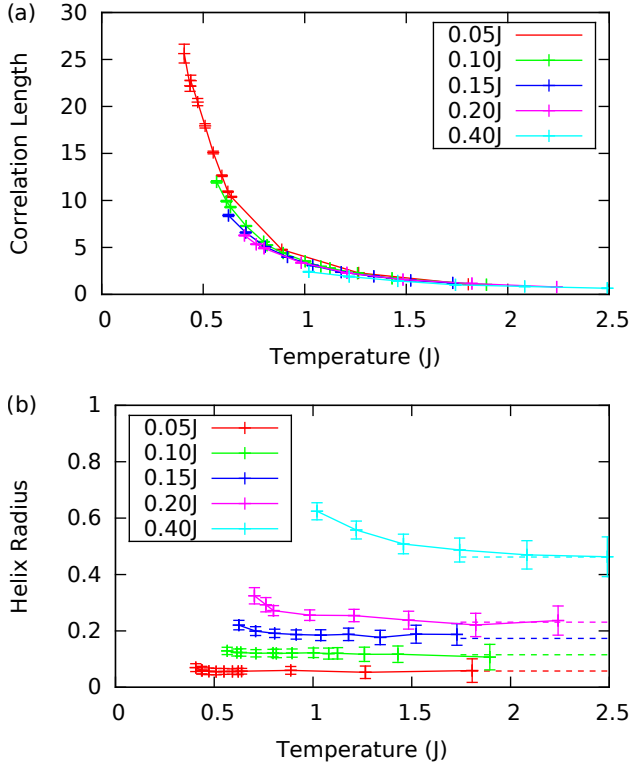 (a)
30
25
20
15
10
5
0
Correlation Length
0.05J
0.10J
0.15J
0.20J
0.40J
0.5 1 1.5 2 2.5
Temperature (J)
(b)
1
0.8
0.6
0.4
0.2
0
Helix Radius
0.05J
0.10J
0.15J
0.20J
0.40J
0 0.5 1 1.5 2 2.5
Temperature (J)